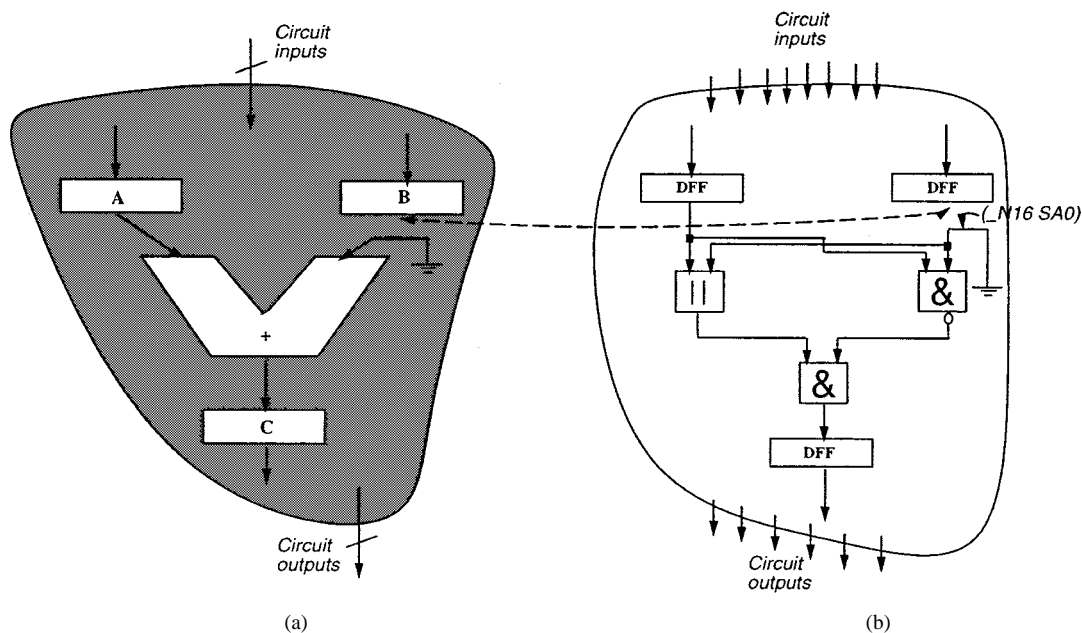 Circuit
inputs
A
B
+
C
Circuit
outputs
(a)
Circuit
inputs
DFF
DFF
(_N16 SA0)
||
&
&
DFF
Circuit
outputs
(b)